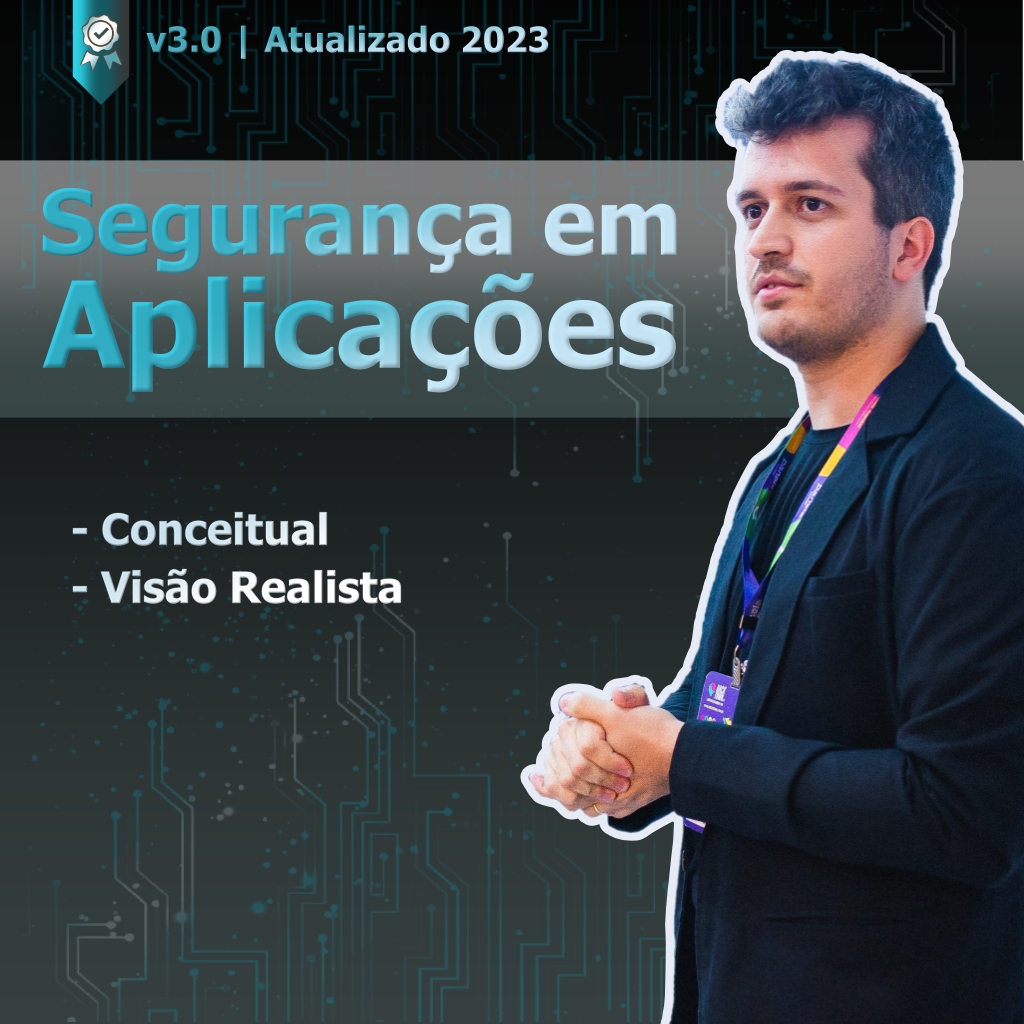 v3.0 | Atualizado 2023
Segurança em
Aplicações
- Conceitual
- Visão Realista